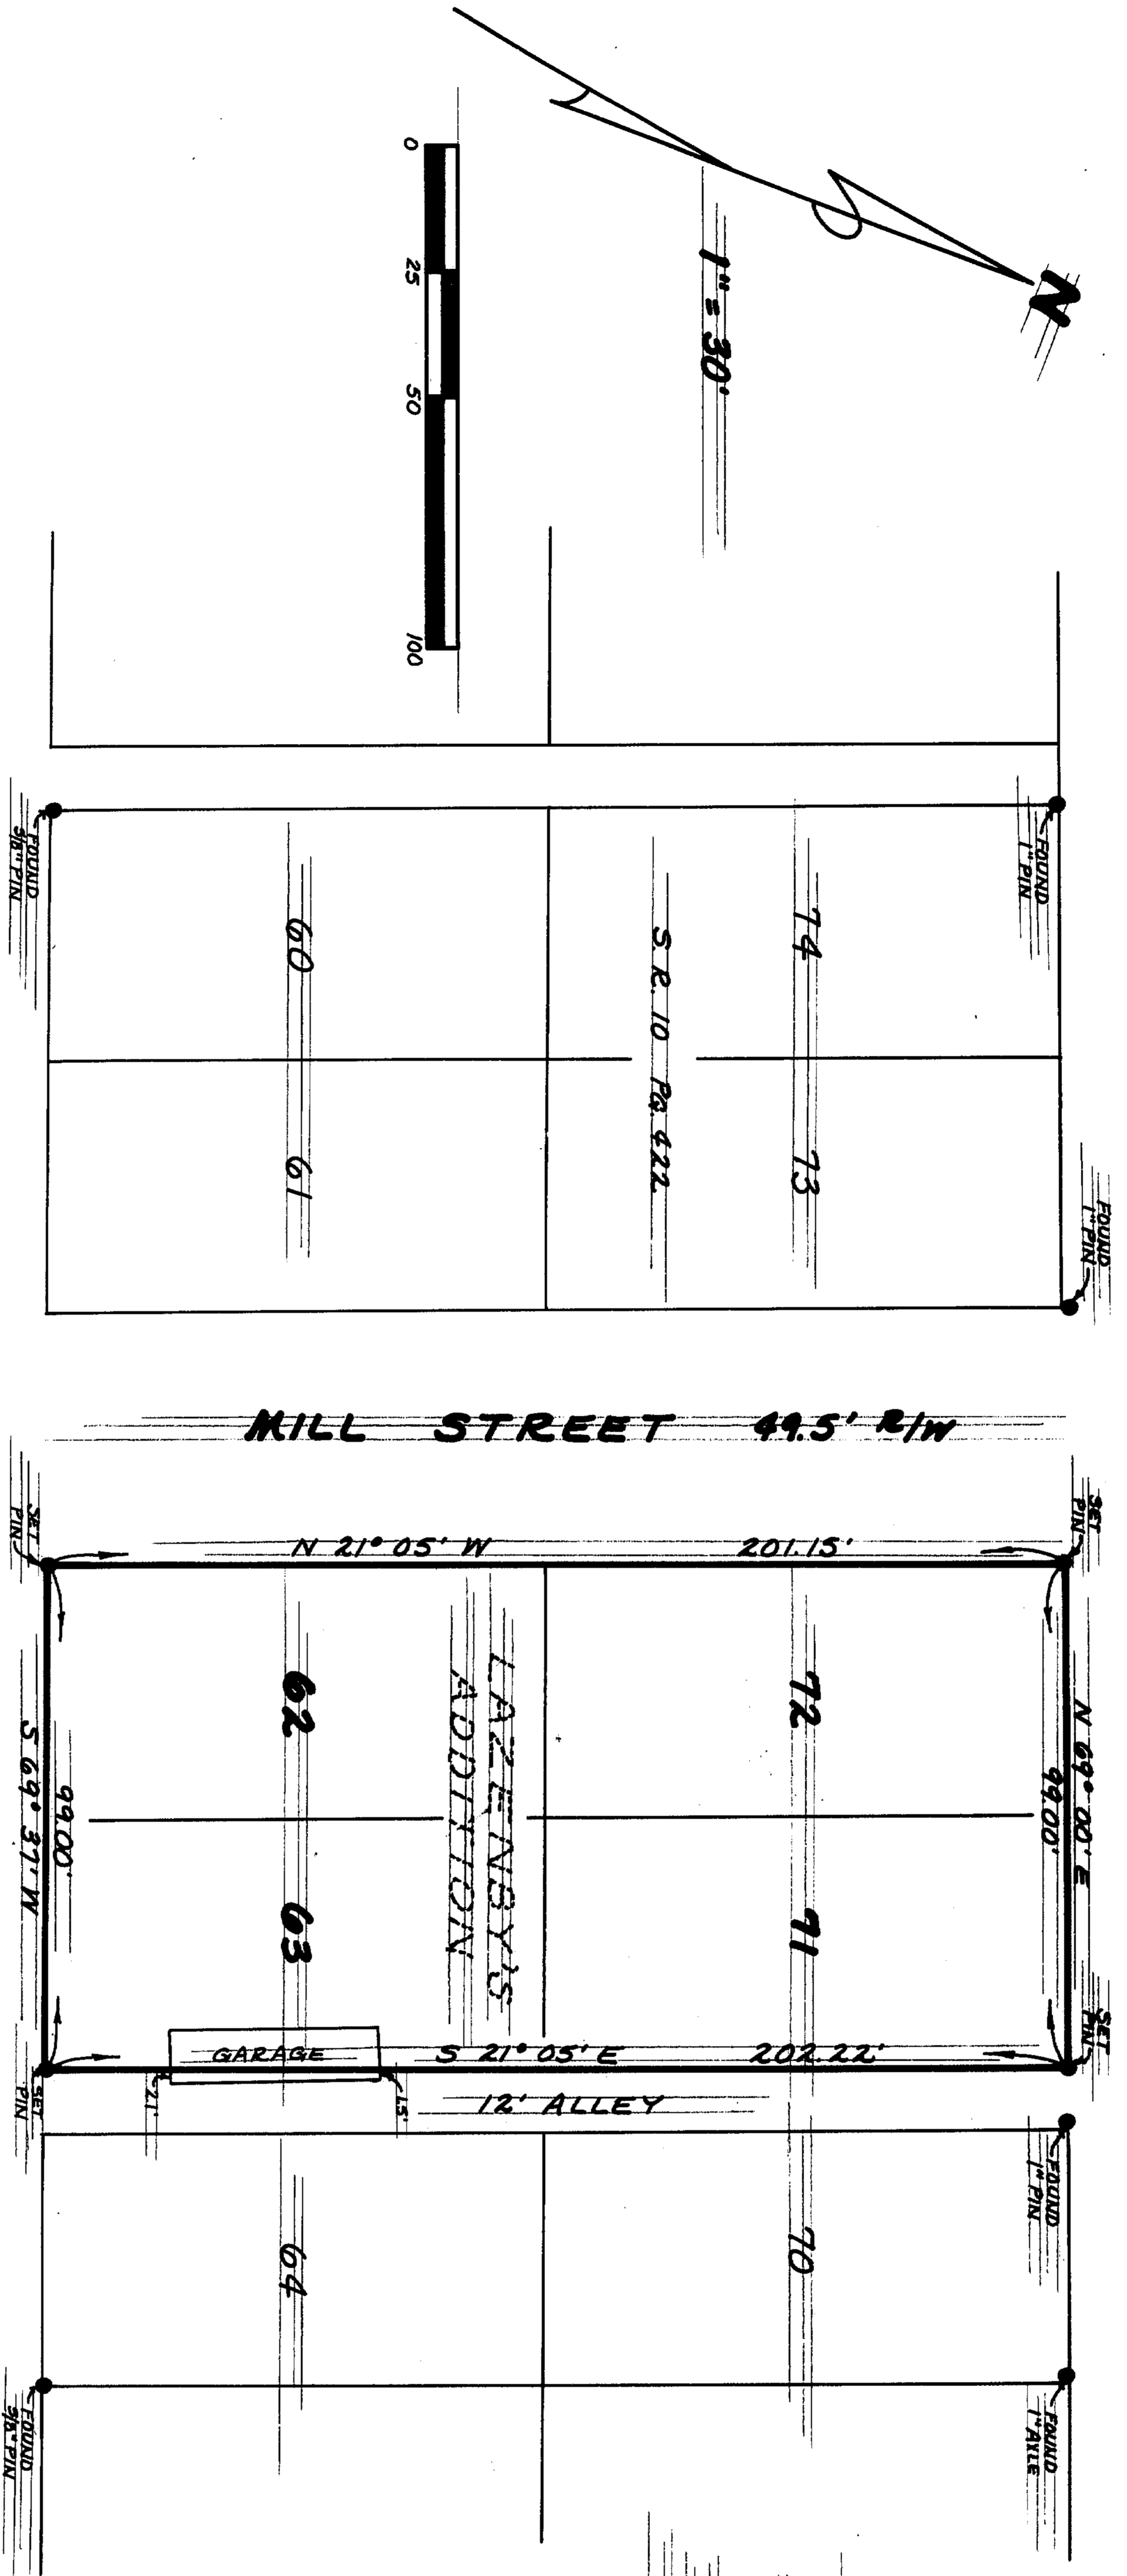 N
1" = 30'
0 25 50 100
FOUND
1" PIN
FOUND
1" PIN
74 73
S.R. 10 PG. 422
60 61
FOUND
5/8" PIN
MILL STREET 49.5' R/W
SET
PIN
N 69° 00' E
99.00'
SET
PIN
N 21° 05' W 201.15'
72 71
LAZENBY'S
ADDITION
62 63
GARAGE
S 21° 05' E 202.22'
SET
PIN
99.00'
S 69° 37' W
SET
PIN
2.1'
1.5'
12' ALLEY
FOUND
1" PIN
FOUND
1" AXLE
70
64
FOUND
5/8" PIN